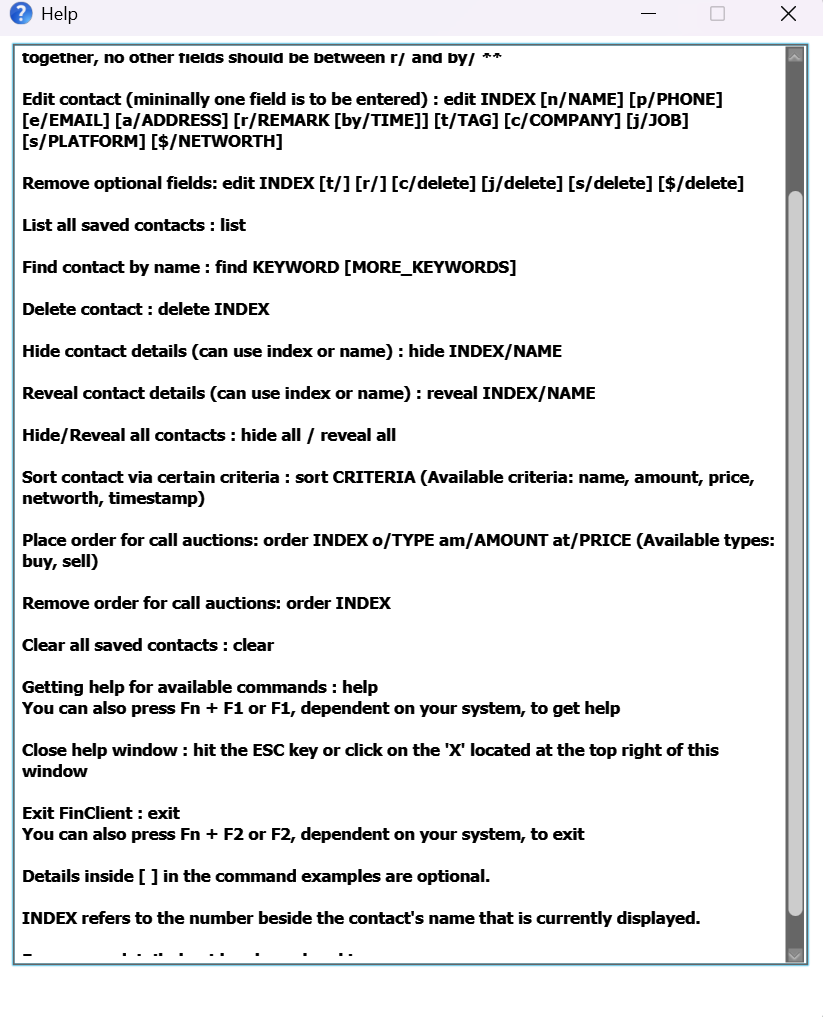 Help
together, no other fields should be between r/ and by/ **
Edit contact (mininally one field is to be entered) : edit INDEX [n/NAME] [p/PHONE]
[e/EMAIL] [a/ADDRESS] [r/REMARK [by/TIME]] [t/TAG] [c/COMPANY] [j/JOB]
[s/PLATFORM] [$/NETWORTH]
Remove optional fields: edit INDEX [t/] [r/] [c/delete] [j/delete] [s/delete] [$/delete]
List all saved contacts : list
Find contact by name : find KEYWORD [MORE_KEYWORDS]
Delete contact : delete INDEX
Hide contact details (can use index or name) : hide INDEX/NAME
Reveal contact details (can use index or name) : reveal INDEX/NAME
Hide/Reveal all contacts : hide all / reveal all
Sort contact via certain criteria : sort CRITERIA (Available criteria: name, amount, price,
networth, timestamp)
Place order for call auctions: order INDEX o/TYPE am/AMOUNT at/PRICE (Available types:
buy, sell)
Remove order for call auctions: order INDEX
Clear all saved contacts : clear
Getting help for available commands : help
You can also press Fn + F1 or F1, dependent on your system, to get help
Close help window : hit the ESC key or click on the 'X' located at the top right of this
window
Exit FinClient : exit
You can also press Fn + F2 or F2, dependent on your system, to exit
Details inside [ ] in the command examples are optional.
INDEX refers to the number beside the contact's name that is currently displayed.